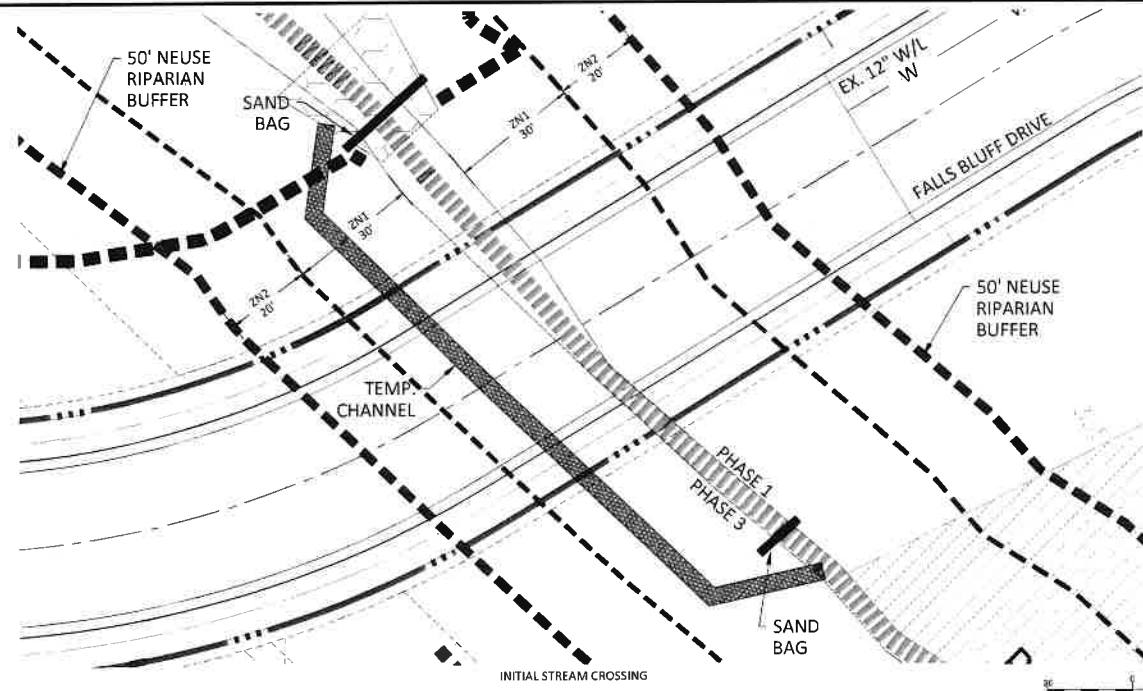 50' NEUSE
RIPARIAN
BUFFER
SAND
BAG
ZN2
20'
ZN1
30'
EX. 12" W/L
W
FALLS BLUFF DRIVE
ZN1
30'
ZN2
20'
50' NEUSE
RIPARIAN
BUFFER
TEMP.
CHANNEL
PHASE 1
PHASE 3
SAND
BAG
INITIAL STREAM CROSSING